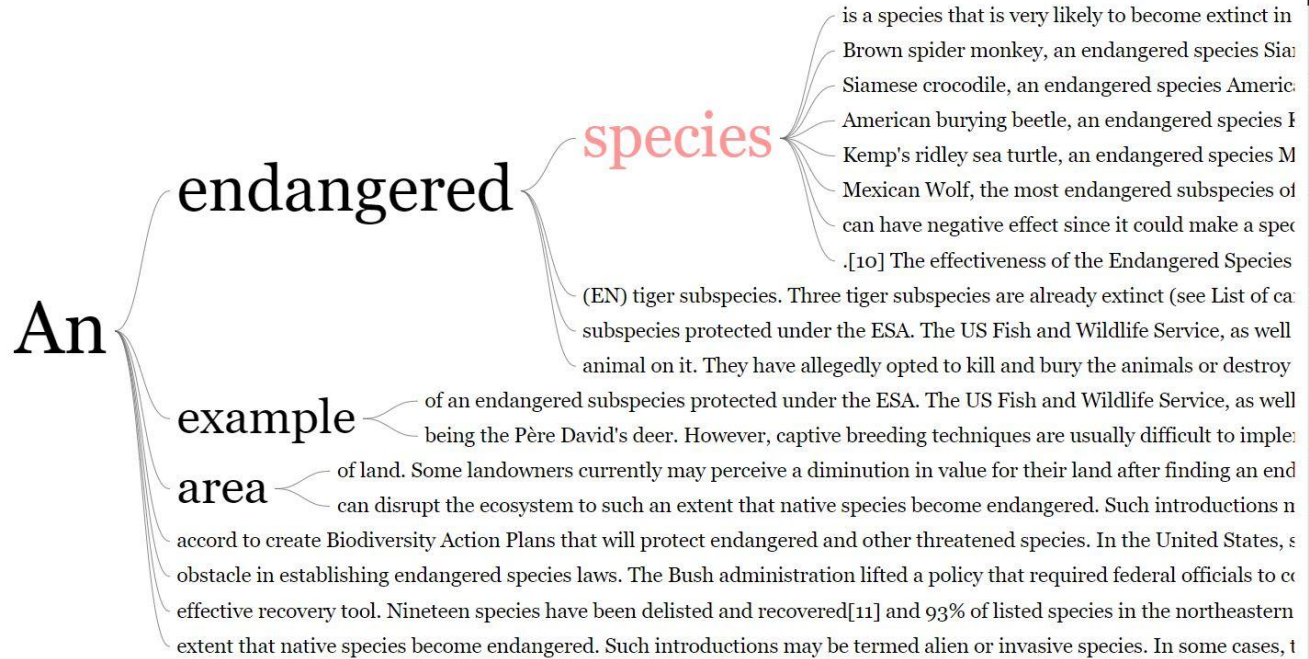 is a species that is very likely to become extinct in
Brown spider monkey, an endangered species
Siamese crocodile, an endangered species
species
American burying beetle, an endangered species
Kemp's ridley sea turtle, an endangered species
endangered
Mexican Wolf, the most endangered subspecies of
can have negative effect since it could make a
.[10] The effectiveness of the Endangered Species
(EN) tiger subspecies. Three tiger subspecies are already extinct (see List of
An
subspecies protected under the ESA. The US Fish and Wildlife Service, as well
animal on it. They have allegedly opted to kill and bury the animals or destroy
example
of an endangered subspecies protected under the ESA. The US Fish and Wildlife Service, as well
being the Père David's deer. However, captive breeding techniques are usually difficult to
area
of land. Some landowners currently may perceive a diminution in value for their land after finding an
can disrupt the ecosystem to such an extent that native species become endangered. Such introductions
accord to create Biodiversity Action Plans that will protect endangered and other threatened species. In the United States,
obstacle in establishing endangered species laws. The Bush administration lifted a policy that required federal officials to
effective recovery tool. Nineteen species have been delisted and recovered[11] and 93% of listed species in the northeastern
extent that native species become endangered. Such introductions may be termed alien or invasive species. In some cases,